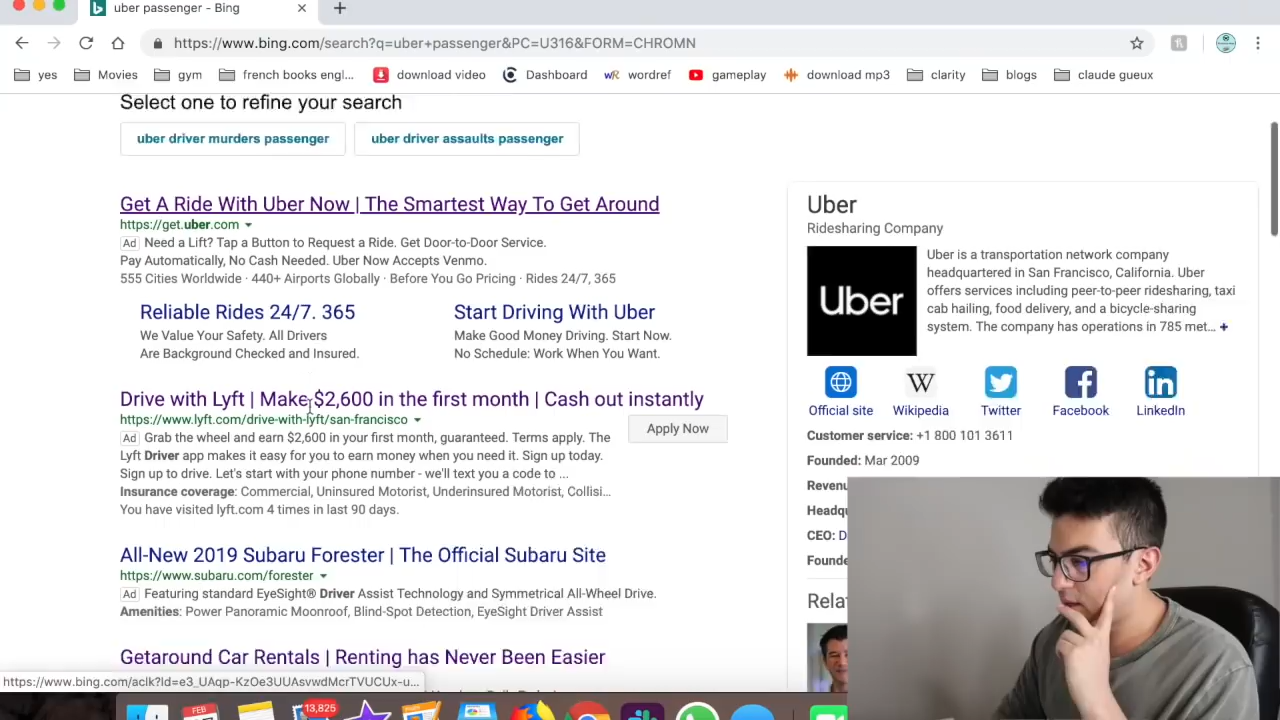 uber passenger - Bing
https://www.bing.com/search?q=uber+passenger&PC=U316&FORM=CHROMN
yes
Movies
gym
french books engl...
download video
Dashboard
wordref
gameplay
download mp3
clarity
blogs
claude gueux
Select one to refine your search
uber driver murders passenger
uber driver assaults passenger
Get A Ride With Uber Now | The Smartest Way To Get Around
https://get.uber.com
Ad Need a Lift? Tap a Button to Request a Ride. Get Door-to-Door Service.
Pay Automatically, No Cash Needed. Uber Now Accepts Venmo.
555 Cities Worldwide · 440+ Airports Globally · Before You Go Pricing · Rides 24/7, 365
Reliable Rides 24/7. 365
We Value Your Safety. All Drivers
Are Background Checked and Insured.
Start Driving With Uber
Make Good Money Driving. Start Now.
No Schedule: Work When You Want.
Drive with Lyft | Make $2,600 in the first month | Cash out instantly
https://www.lyft.com/drive-with-lyft/san-francisco
Ad Grab the wheel and earn $2,600 in your first month, guaranteed. Terms apply. The
Lyft Driver app makes it easy for you to earn money when you need it. Sign up today.
Sign up to drive. Let's start with your phone number - we'll text you a code to ...
Insurance coverage: Commercial, Uninsured Motorist, Underinsured Motorist, Collisi...
You have visited lyft.com 4 times in last 90 days.
Apply Now
All-New 2019 Subaru Forester | The Official Subaru Site
https://www.subaru.com/forester
Ad Featuring standard EyeSight® Driver Assist Technology and Symmetrical All-Wheel Drive.
Amenities: Power Panoramic Moonroof, Blind-Spot Detection, EyeSight Driver Assist
Getaround Car Rentals | Renting has Never Been Easier
https://www.bing.com/aclk?ld=e3_UAqp-KzOe3UUAsvwdMcrTVUCUx-u...
Uber
Ridesharing Company
Uber
Uber is a transportation network company
headquartered in San Francisco, California. Uber
offers services including peer-to-peer ridesharing, taxi
cab hailing, food delivery, and a bicycle-sharing
system. The company has operations in 785 met...
Official site
Wikipedia
Twitter
Facebook
LinkedIn
Customer service: +1 800 101 3611
Founded: Mar 2009
Reven
Headq
CEO: D
Founde
Rela
FEB
13,825